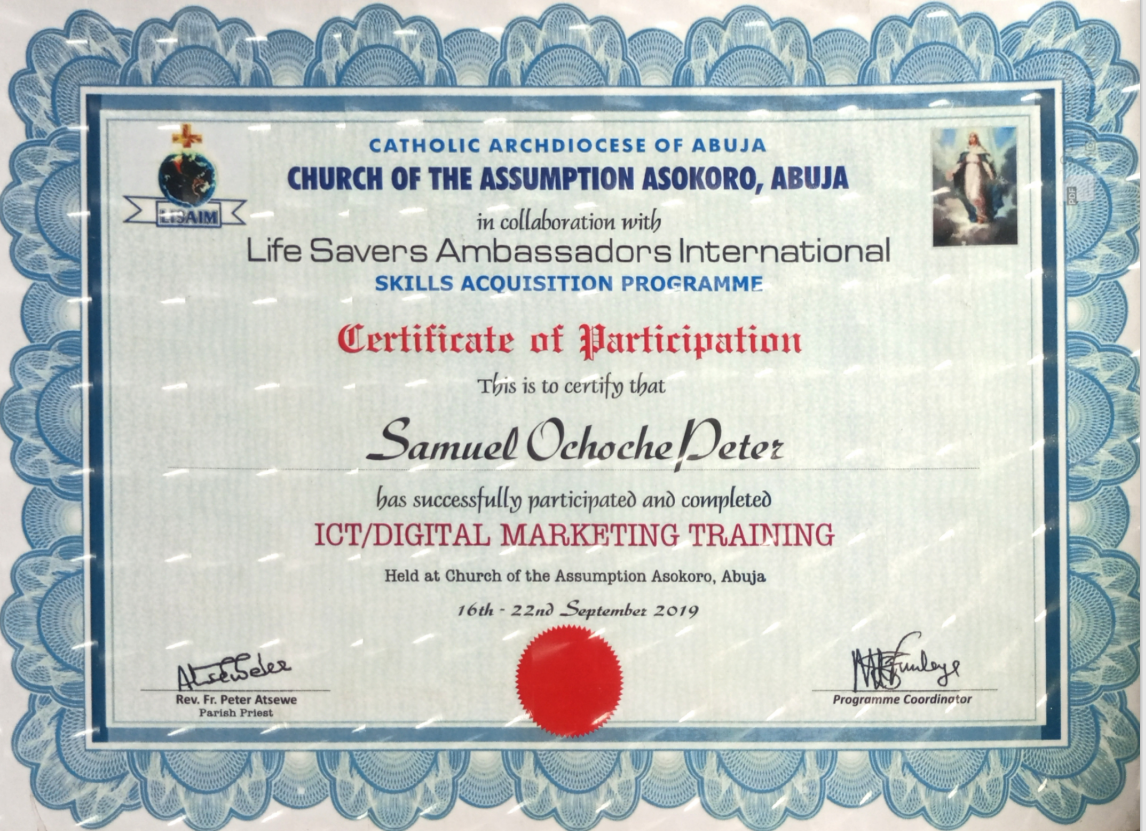 CATHOLIC ARCHDIOCESE OF ABUJA
CHURCH OF THE ASSUMPTION ASOKORO, ABUJA
in collaboration with
Life Savers Ambassadors International
SKILLS ACQUISITION PROGRAMME
LISAIM
Certificate of Participation
This is to certify that
Samuel Ochoche Peter
has successfully participated and completed
ICT/DIGITAL MARKETING TRAINING
Held at Church of the Assumption Asokoro, Abuja
16th - 22nd September 2019
Rev. Fr. Peter Atsewe
Parish Priest
Programme Coordinator
PDF